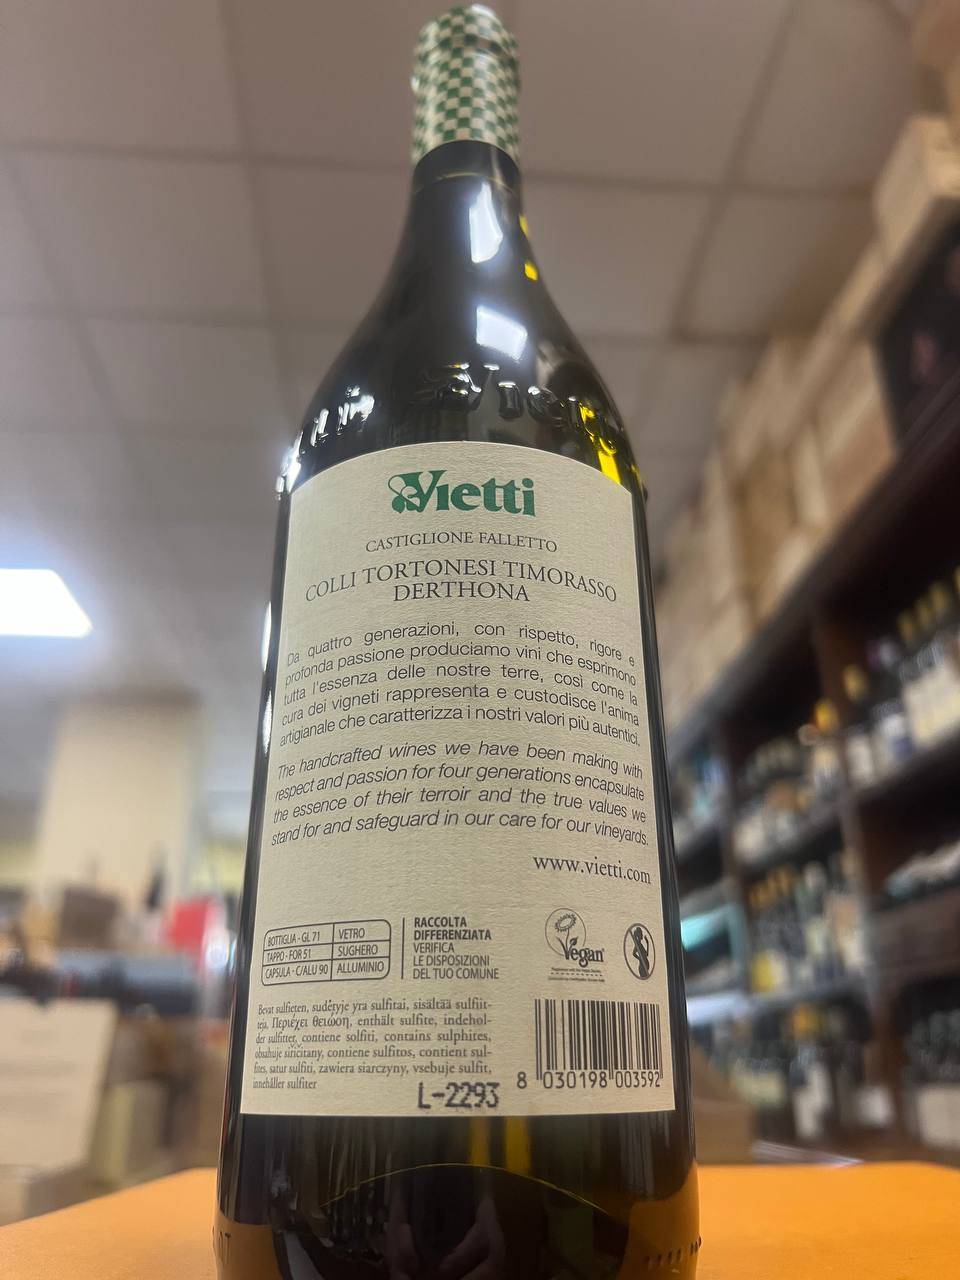 Vietti
CASTIGLIONE FALLETTO
COLLI TORTONESI TIMORASSO
DERTHONA
Da quattro generazioni, con rispetto, rigore e
profonda passione produciamo vini che esprimono
tutta l'essenza delle nostre terre, così come la
cura dei vigneti rappresenta e custodisce l'anima
artigianale che caratterizza i nostri valori più autentici.
The handcrafted wines we have been making with
respect and passion for four generations encapsulate
the essence of their terroir and the true values we
stand for and safeguard in our care for our vineyards.
www.vietti.com
BOTTIGLIA - GL 71 VETRO
TAPPO - FOR 51 SUGHERO
CAPSULA - C/ALU 90 ALLUMINIO
RACCOLTA
DIFFERENZIATA
VERIFICA
LE DISPOSIZIONI
DEL TUO COMUNE
Vegan
Bevat sulfieten, sudėtyje yra sulfitai, sisältää sulfiit-
teja, Περιέχει θειώδη, enthält sulfite, indehol-
der sulfitter, contiene solfiti, contains sulphites,
obsahuje siřičitany, contiene sulfitos, contient sul-
fites, satur sulfiti, zawiera siarczyny, vsebuje sulfit,
innehåller sulfiter
L-2293
8 030198 003592